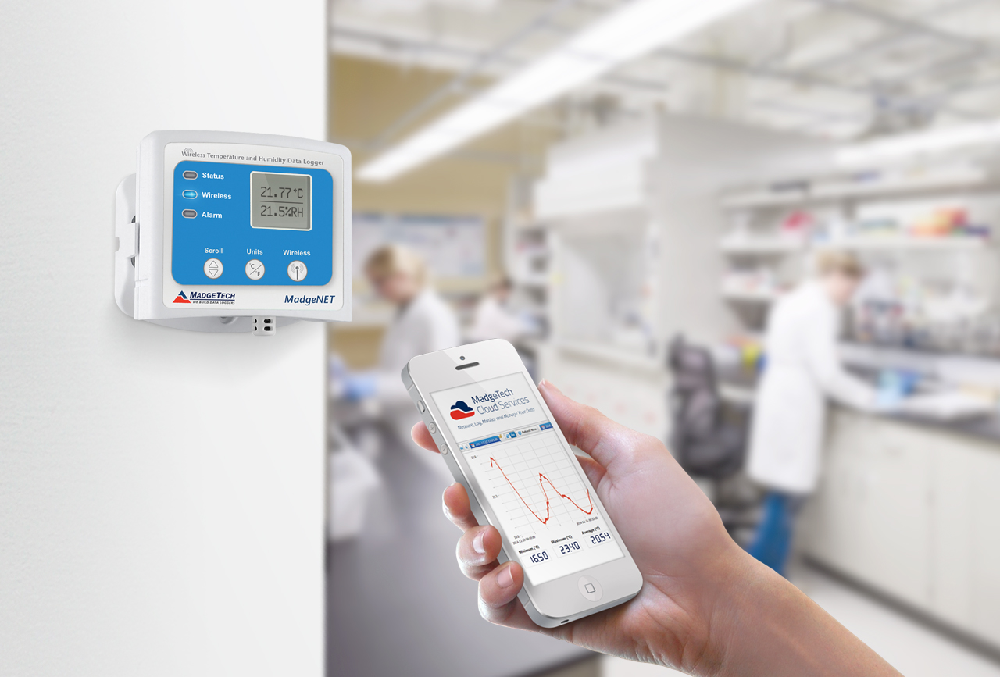 Wireless Temperature and Humidity Data Logger
Status
Wireless
Alarm
21.77°C
21.5%RH
Scroll
Units
Wireless
C/F
MADGETECH
WE BUILD DATA LOGGERS
MadgeNET
MadgeTech
Cloud Services
Measure, Log, Monitor and Manage Your Data
Minimum (°C)
Maximum (°C)
Average (°C)
16.50
23.40
20.54